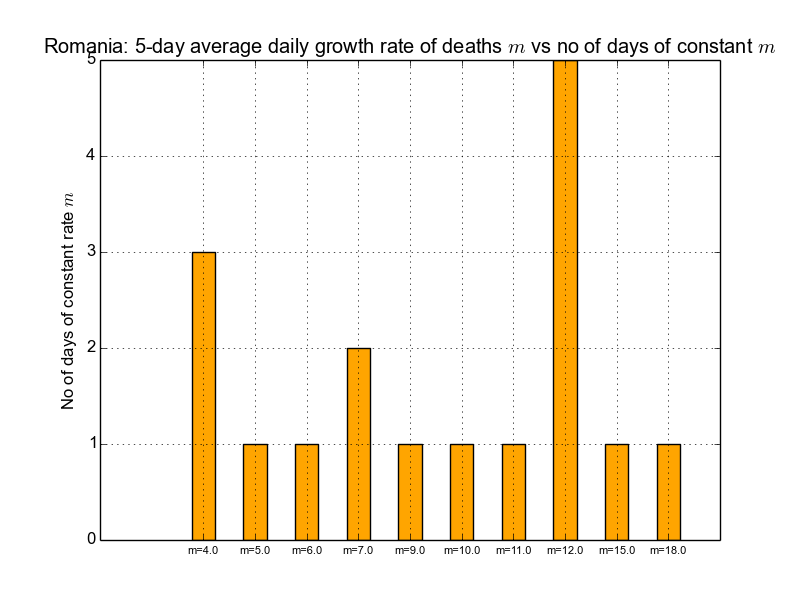 Romania: 5-day average daily growth rate of deaths m vs no of days of constant m
No of days of constant rate m
5
4
3
2
1
0
m=4.0 m=5.0 m=6.0 m=7.0 m=9.0 m=10.0 m=11.0 m=12.0 m=15.0 m=18.0